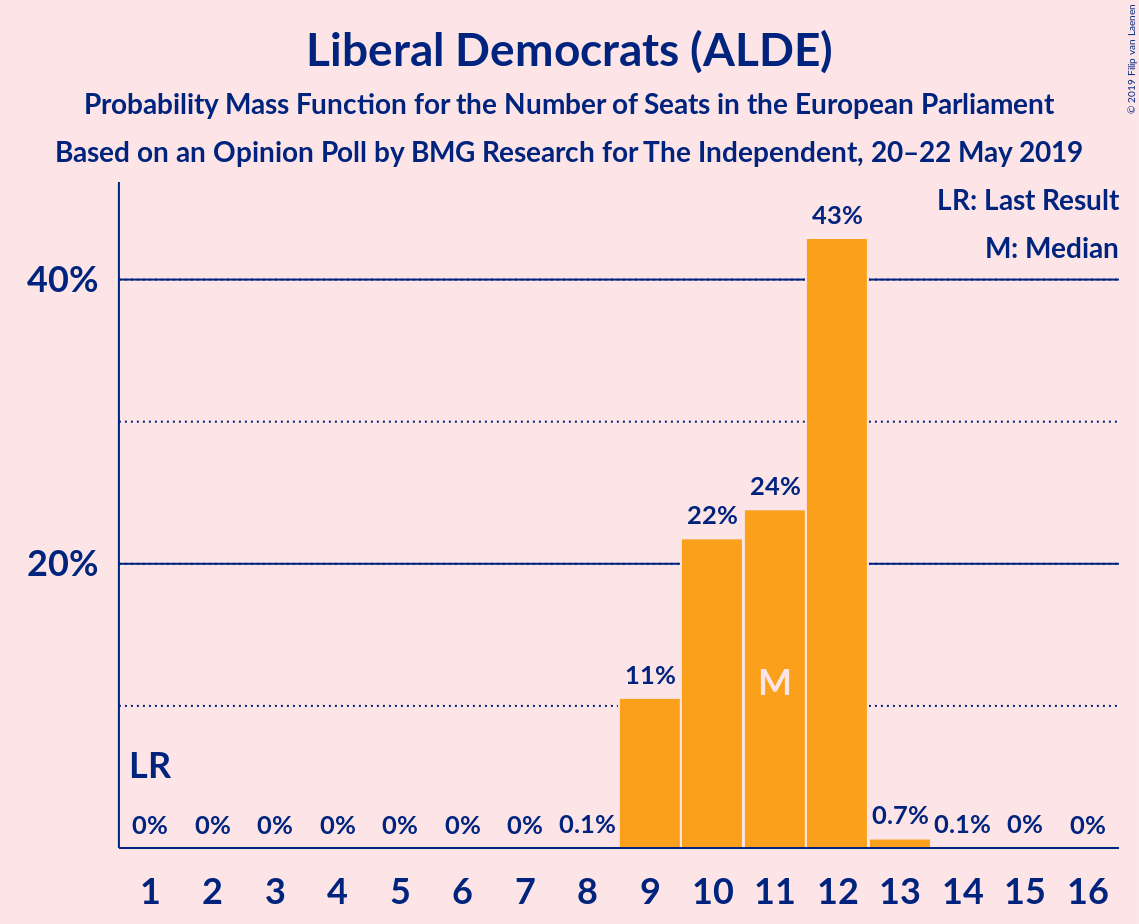 Liberal Democrats (ALDE)
Probability Mass Function for the Number of Seats in the European Parliament
Based on an Opinion Poll by BMG Research for The Independent, 20–22 May 2019
© 2019 Filip van Laenen
LR: Last Result
M: Median
40%
20%
43%
24%
22%
11%
M
LR
0% 0% 0% 0% 0% 0% 0% 0.1% 0.7% 0.1% 0% 0%
1 2 3 4 5 6 7 8 9 10 11 12 13 14 15 16